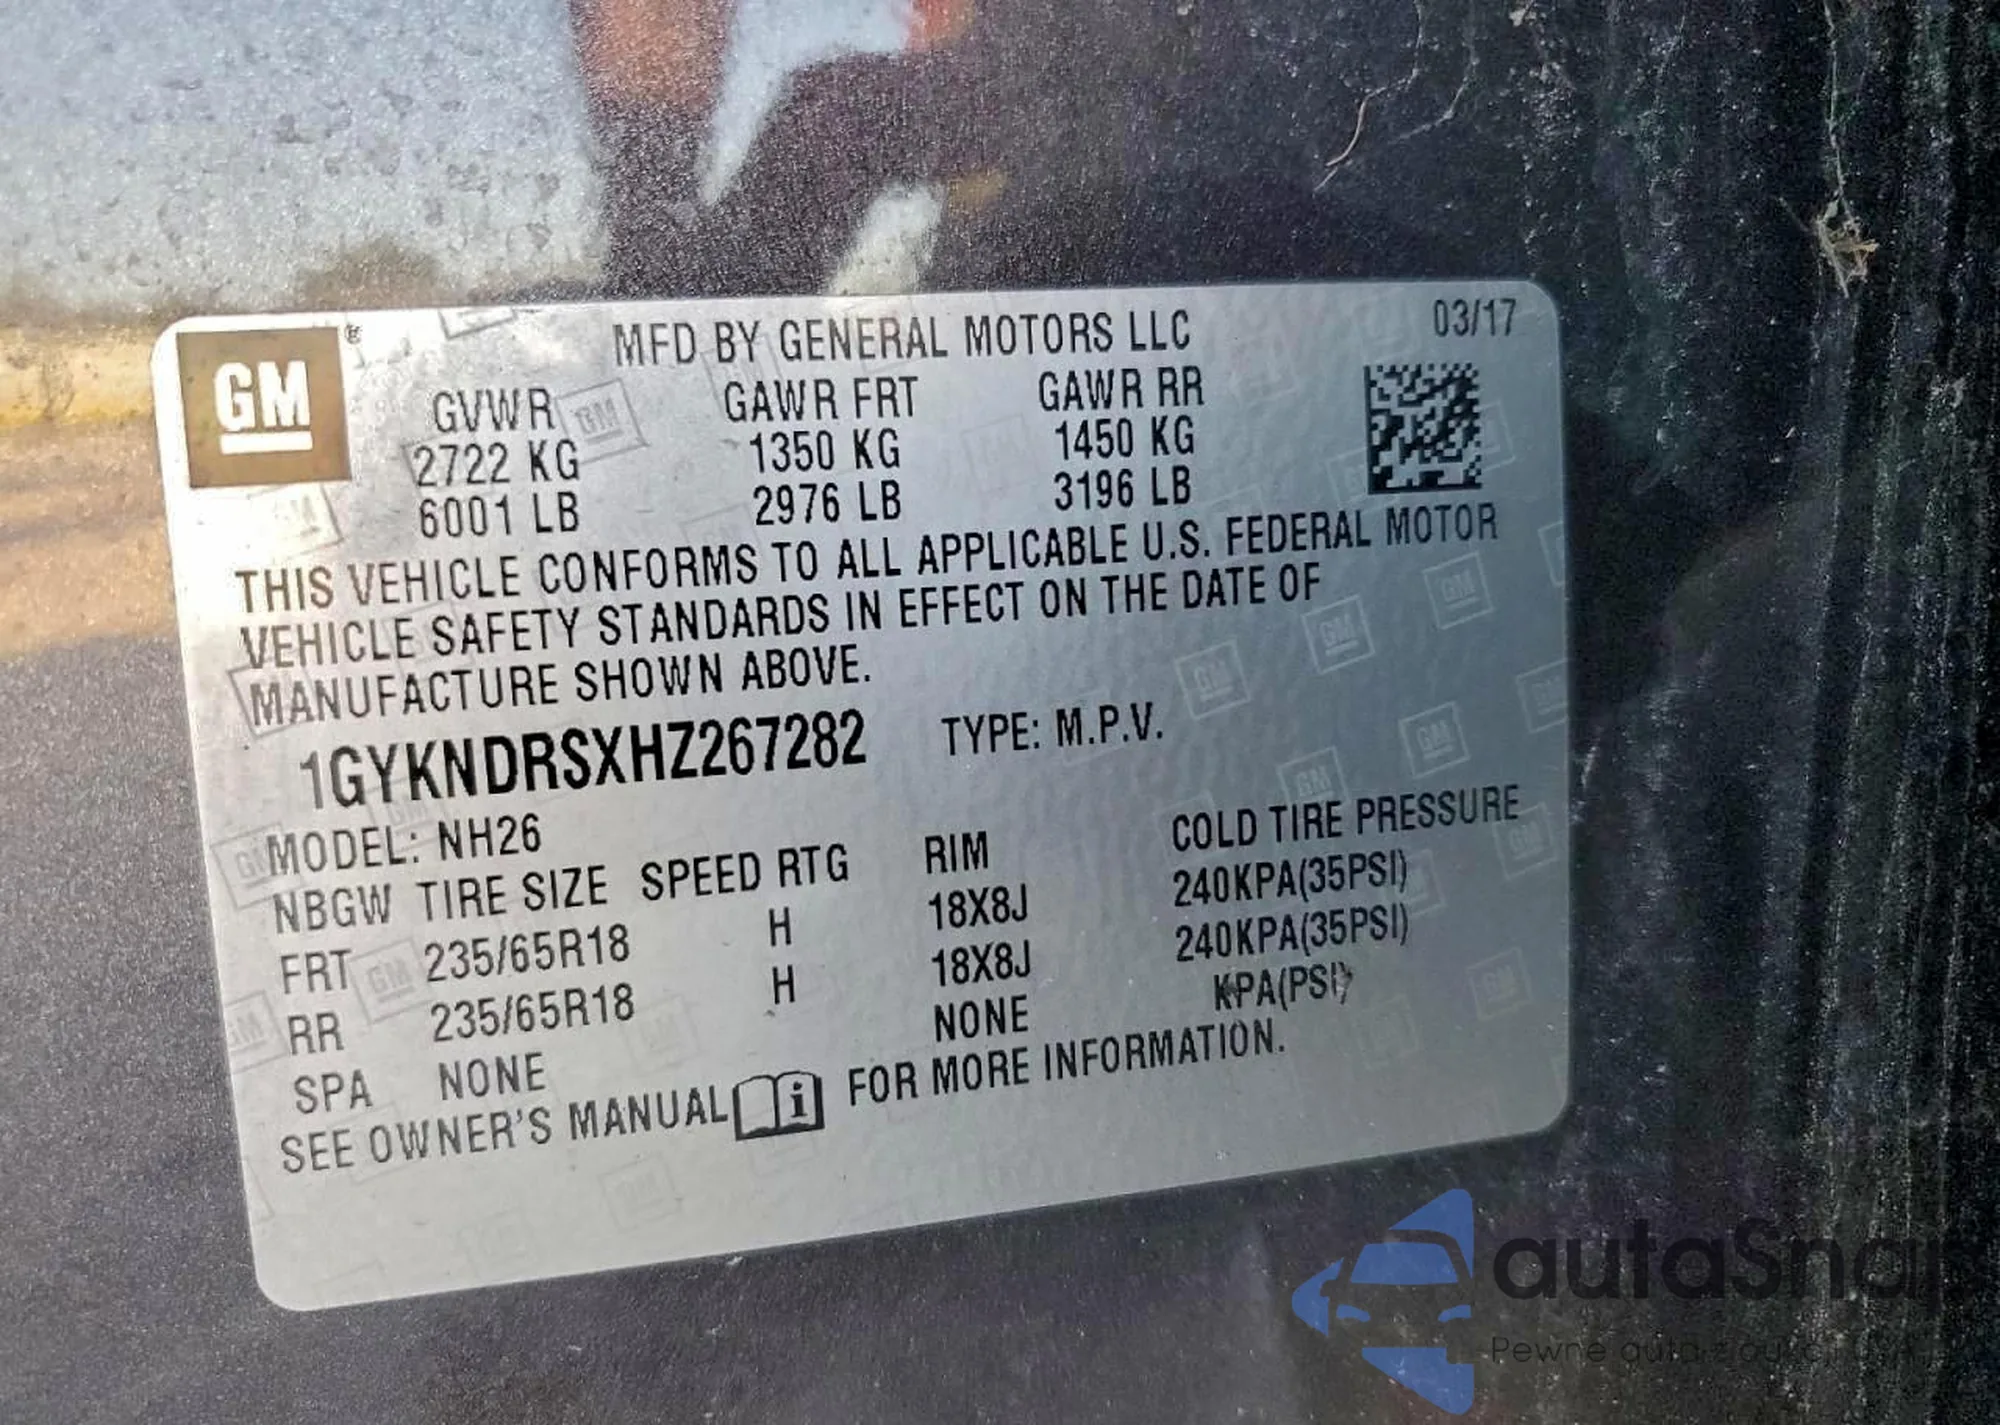 GM ®
MFD BY GENERAL MOTORS LLC 03/17
GVWR GAWR FRT GAWR RR
2722 KG 1350 KG 1450 KG
6001 LB 2976 LB 3196 LB
THIS VEHICLE CONFORMS TO ALL APPLICABLE U.S. FEDERAL MOTOR
VEHICLE SAFETY STANDARDS IN EFFECT ON THE DATE OF
MANUFACTURE SHOWN ABOVE.
1GYKNDRSXHZ267282 TYPE: M.P.V.
MODEL: NH26
NBGW TIRE SIZE SPEED RTG RIM COLD TIRE PRESSURE
FRT 235/65R18 H 18X8J 240KPA(35PSI)
RR 235/65R18 H 18X8J 240KPA(35PSI)
SPA NONE NONE KPA(PSI)
SEE OWNER'S MANUAL i FOR MORE INFORMATION.
autaSnap
Pewne auta z aukcji